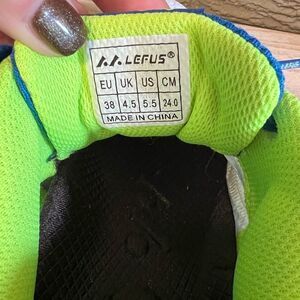 LEFUS®
EU UK US CM
38 4.5 5.5 24.0
MADE IN CHINA